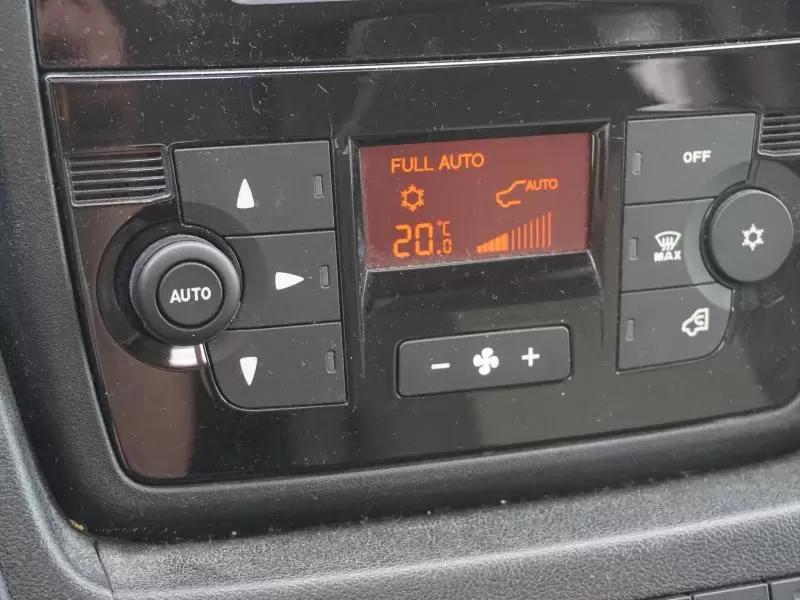 FULL AUTO
AUTO
20.0 °C
AUTO
− +
OFF
MAX